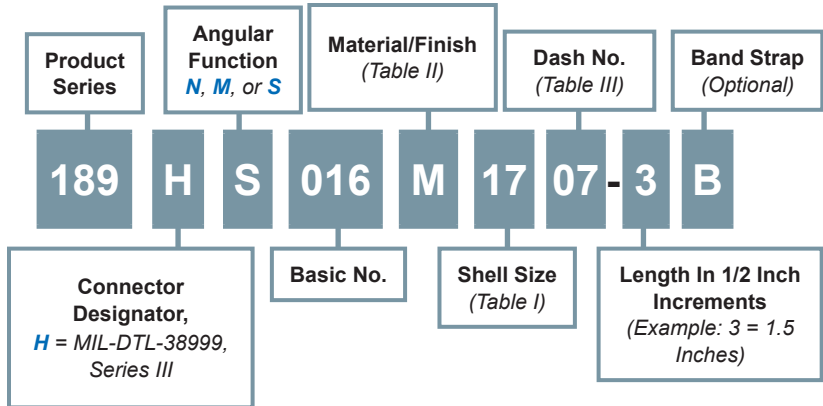 Product
Series
Angular
Function
N, M, or S
Material/Finish
(Table II)
Dash No.
(Table III)
Band Strap
(Optional)
189 H S 016 M 17 07 - 3 B
Connector
Designator,
H = MIL-DTL-38999,
Series III
Basic No.
Shell Size
(Table I)
Length In 1/2 Inch
Increments
(Example: 3 = 1.5
Inches)